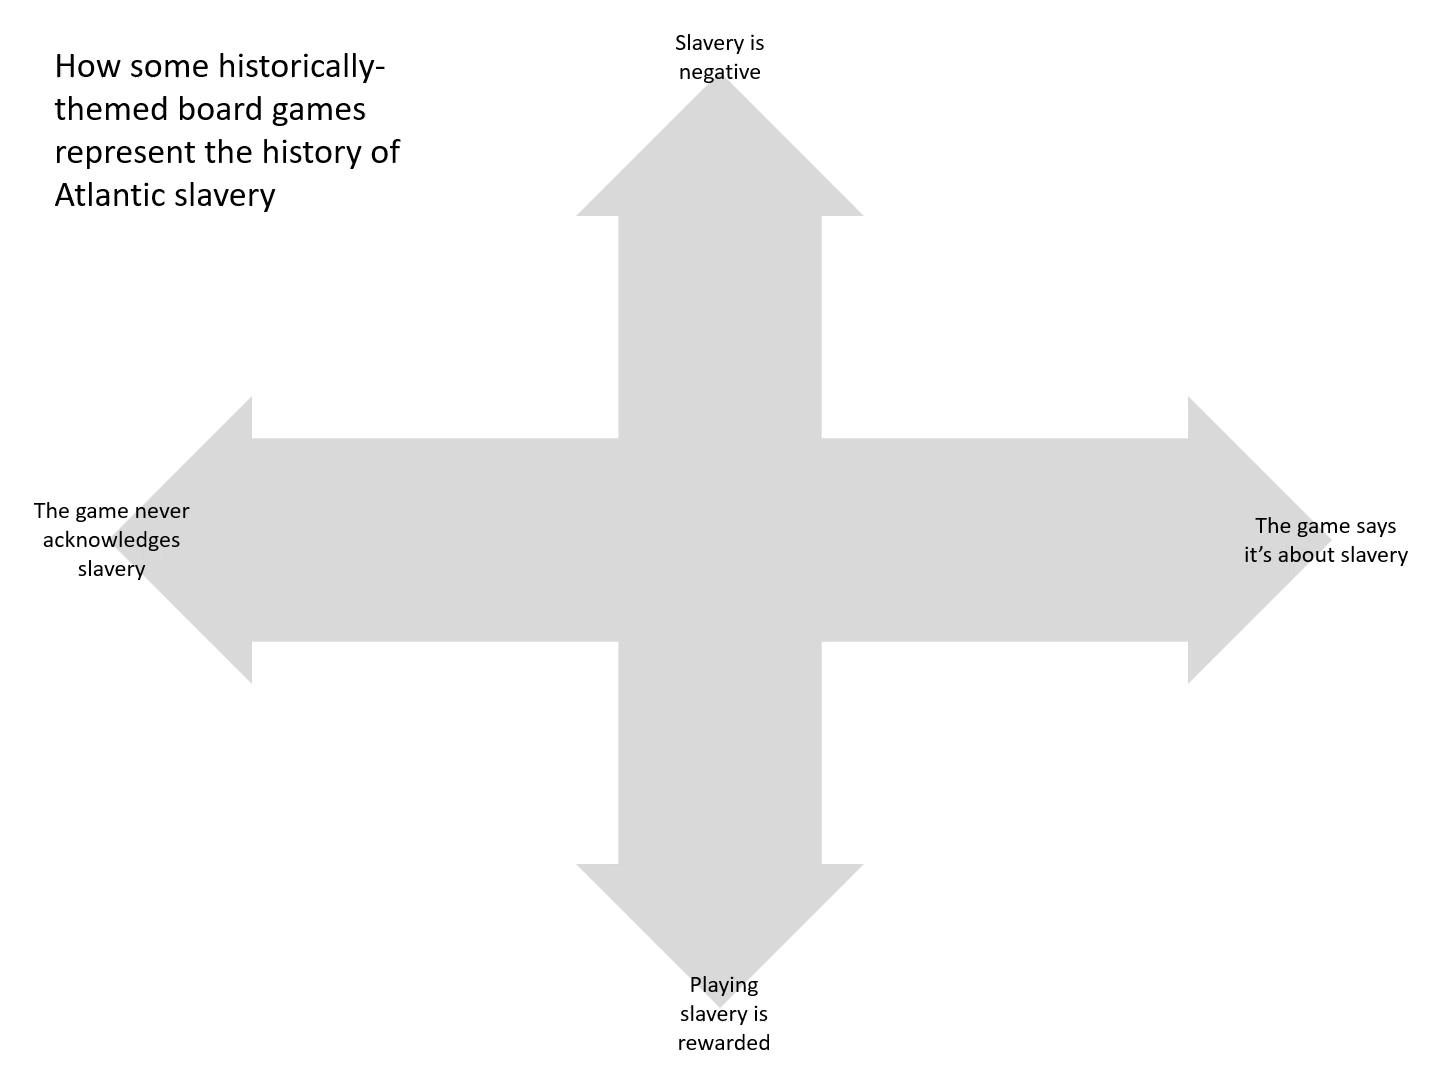 How some historically-
themed board games
represent the history of
Atlantic slavery
Slavery is
negative
The game never
acknowledges
slavery
The game says
it’s about slavery
Playing
slavery is
rewarded